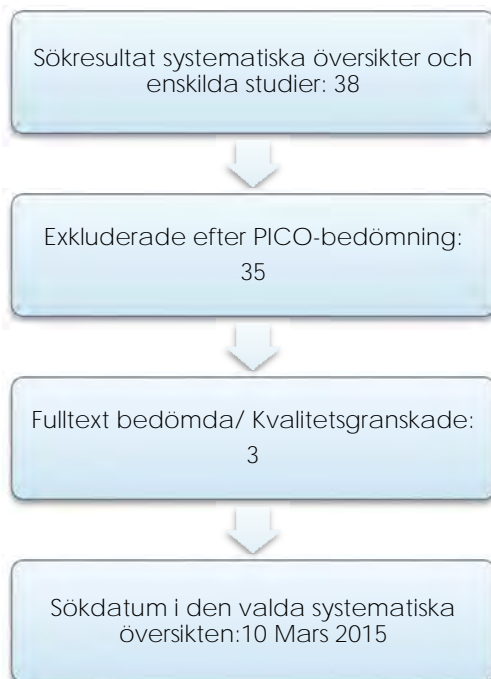 Sökresultat systematiska översikter och
enskilda studier: 38
Exkluderade efter PICO-bedömning:
35
Fulltext bedömda/ Kvalitetsgranskade:
3
Sökdatum i den valda systematiska
översikten:10 Mars 2015